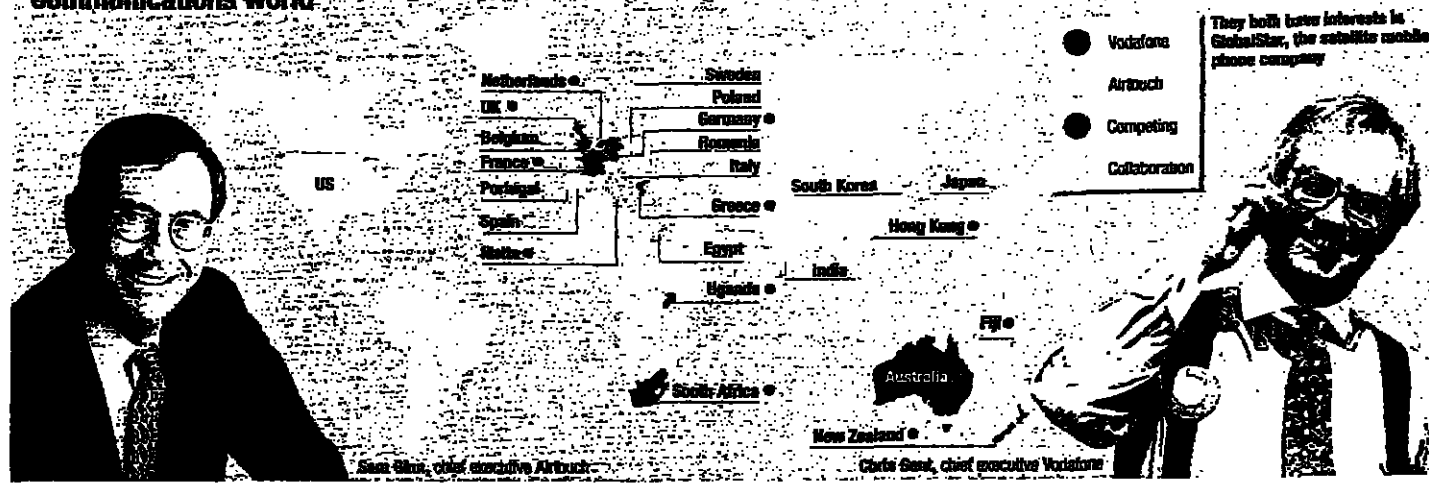 Communications World
They both have interests in
GlobalStar, the satellite mobile
phone company
Vodafone
Airtouch
Competing
Collaboration
Netherlands
UK
Belgium
France
Portugal
Spain
Malta
Sweden
Poland
Germany
Romania
Italy
Greece
Egypt
Uganda
South Africa
US
South Korea
Japan
Hong Kong
India
Fiji
Australia
New Zealand
Sam Ginn, chief executive Airtouch
Chris Gent, chief executive Vodafone